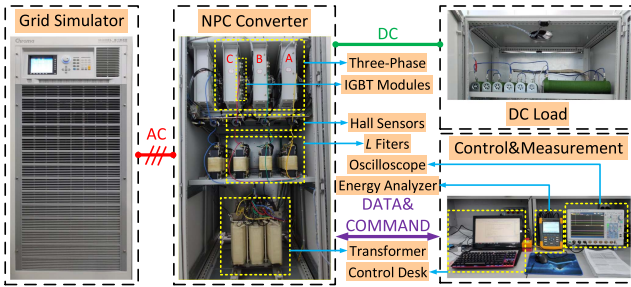 Grid Simulator
NPC Converter
DC
C
B
A
Three-Phase
IGBT Modules
DC Load
Hall Sensors
L Fiters
Control&Measurement
Oscilloscope
AC
Energy Analyzer
DATA&
COMMAND
Transformer
Control Desk